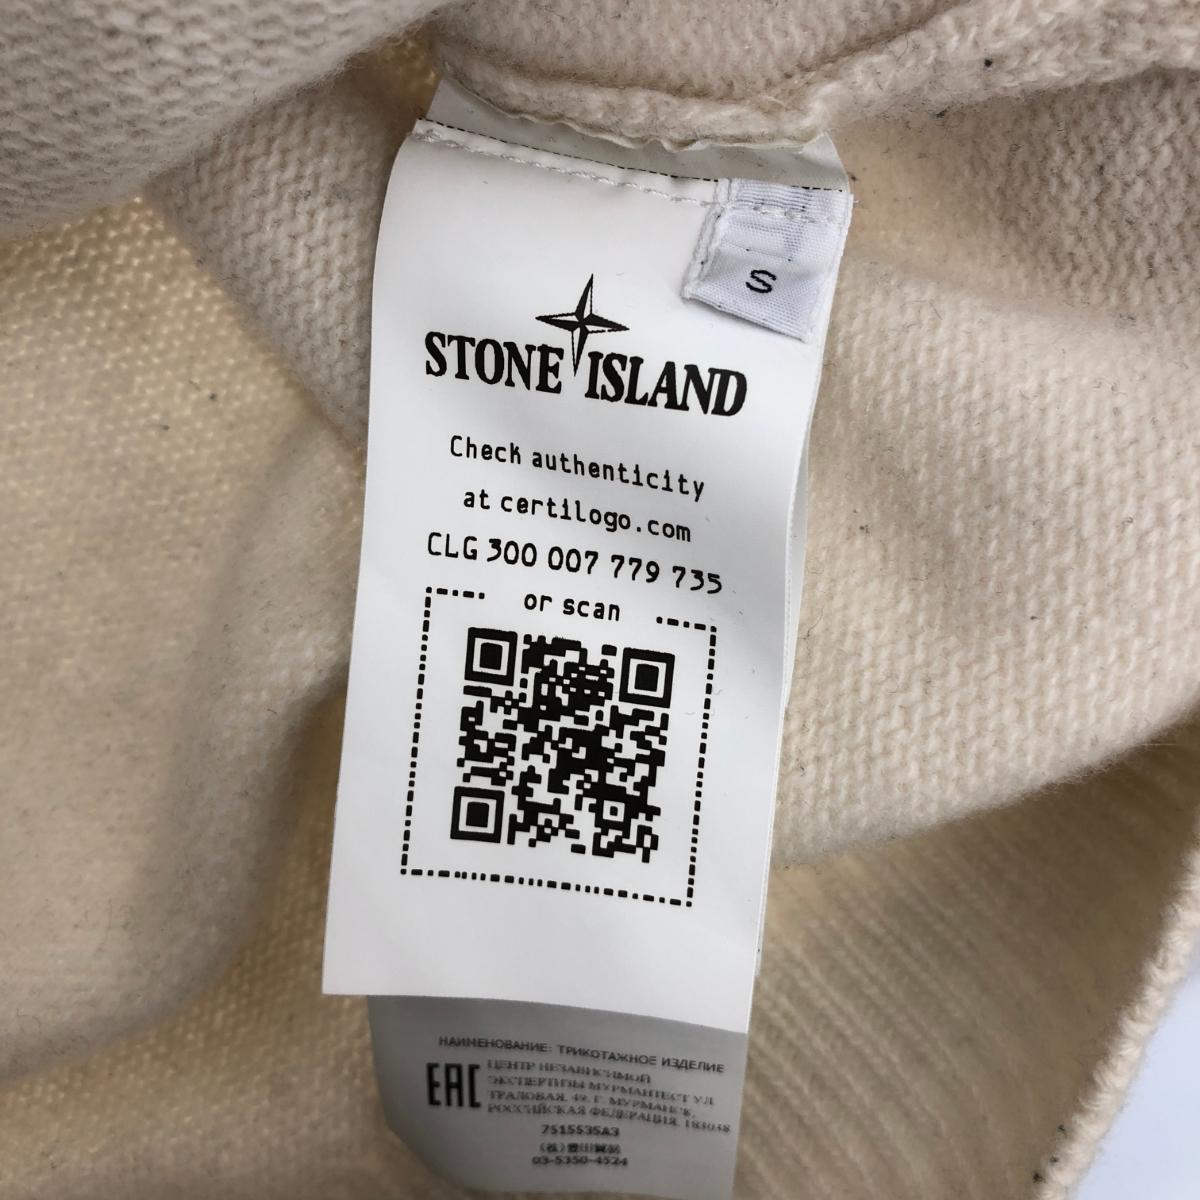 S
STONE ISLAND
Check authenticity
at certilogo.com
CLG 300 007 779 735
or scan
НАИМЕНОВАНИЕ: ТРИКОТАЖНОЕ ИЗДЕЛИЕ
EAC
ЦЕНТР НЕЗАВИСИМОЙ
ЭКСПЕРТИЗЫ МУРМАНТЕСТ УЛ.
ТРАЛОВАЯ, 49, Г. МУРМАНСК,
РОССИЙСКАЯ ФЕДЕРАЦИЯ, 183038
7515535A3
03-5350-4524